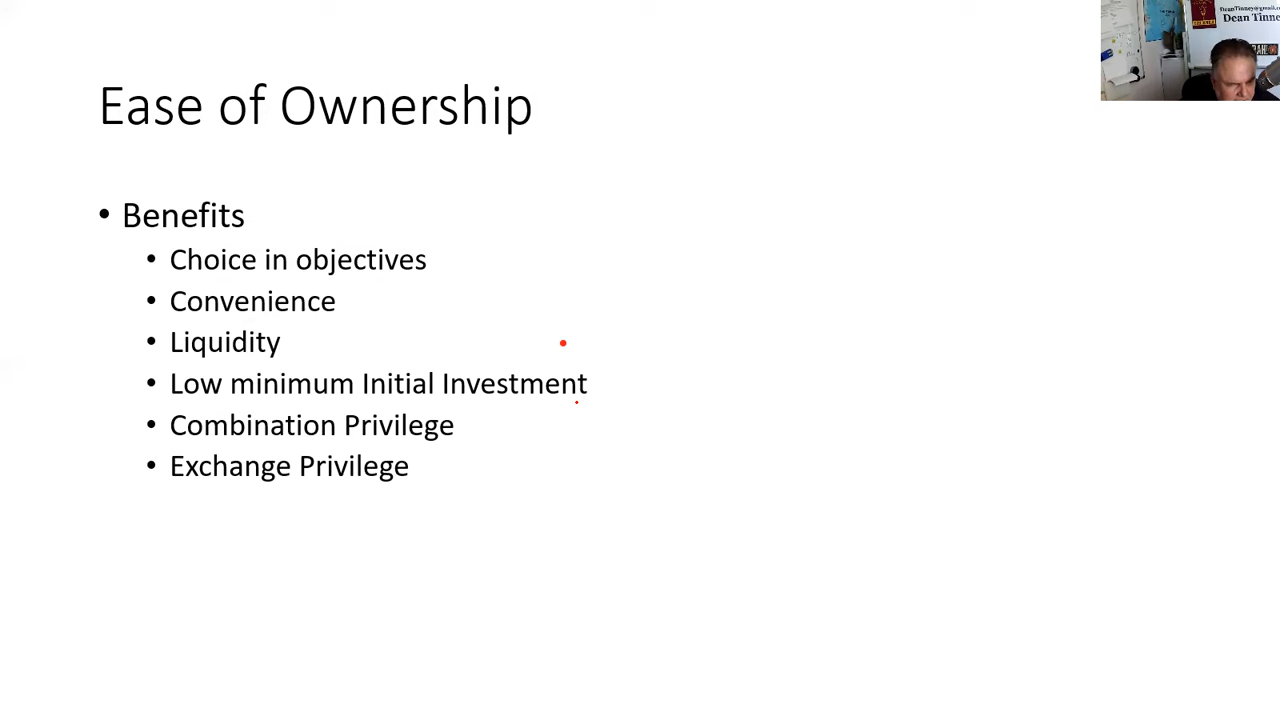 Ease of Ownership
• Benefits
• Choice in objectives
• Convenience
• Liquidity
• Low minimum Initial Investment
• Combination Privilege
• Exchange Privilege
Dean Tinne